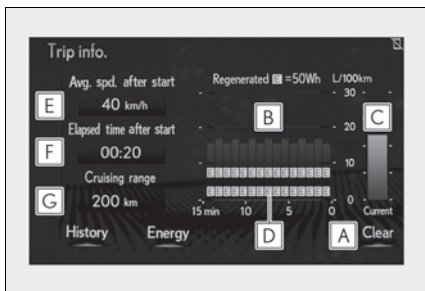 Trip info.
Avg. spd. after start
Regenerated E =50Wh
L/100km
30
E
40 km/h
B
C
20
Elapsed time after start
F
00:20
10
Cruising range
G
200 km
15 min
10
5
0
Current
History
Energy
D
A
Clear